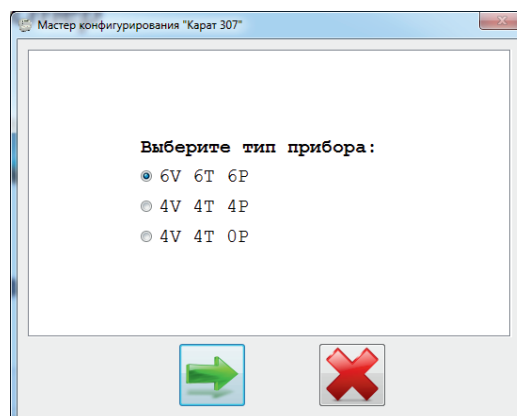 Мастер конфигурирования "Карат 307"
Выберите тип прибора:
6V 6T 6P
4V 4T 4P
4V 4T 0P